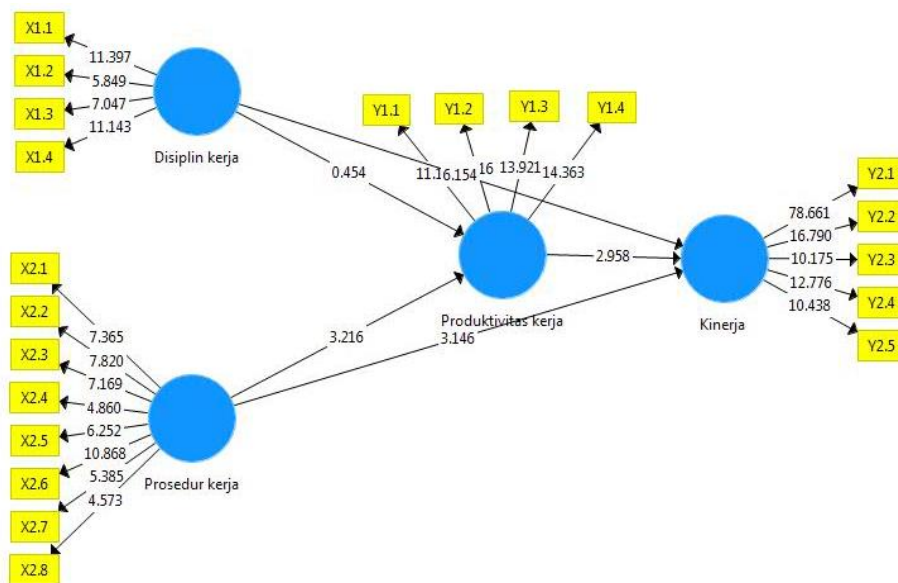 X1.1
X1.2
X1.3
X1.4
11.397
5.849
7.047
11.143
Disiplin kerja
Y1.1
Y1.2
Y1.3
Y1.4
6.154
13.921
14.363
0.454
Produktivitas kerja
2.958
Y2.1
Y2.2
Y2.3
Y2.4
Y2.5
78.661
16.790
10.175
12.776
10.438
Kinerja
X2.1
X2.2
X2.3
X2.4
X2.5
X2.6
X2.7
X2.8
7.365
7.820
7.169
4.860
6.252
10.868
5.385
4.573
Prosedur kerja
3.216
3.146